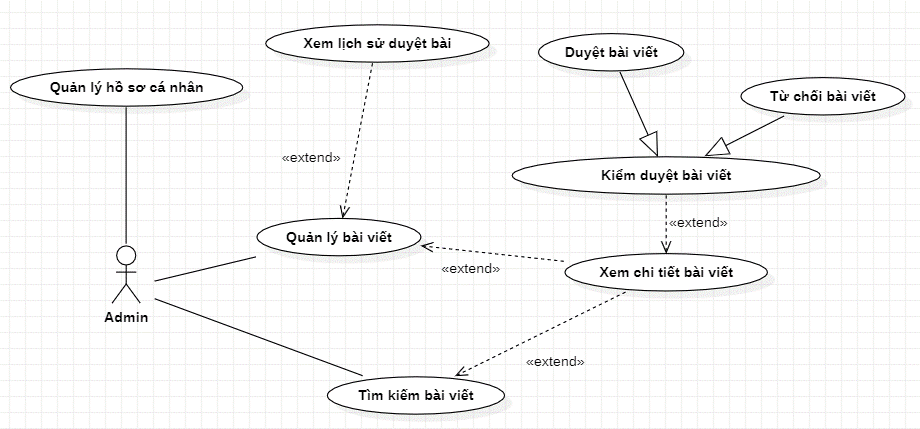 Xem lịch sử duyệt bài
Duyệt bài viết
Quản lý hồ sơ cá nhân
Từ chối bài viết
«extend»
Kiểm duyệt bài viết
«extend»
Quản lý bài viết
«extend»
Xem chi tiết bài viết
Admin
«extend»
Tìm kiếm bài viết